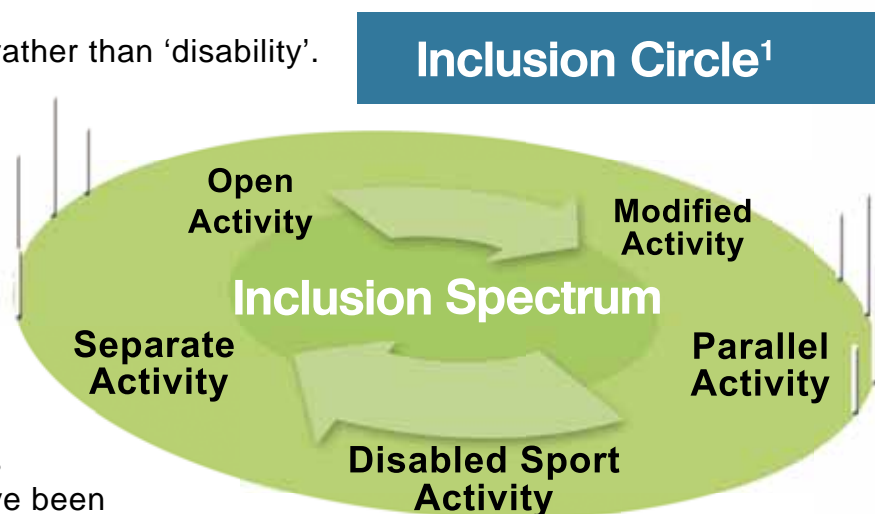 rather than ‘disability’.
Inclusion Circle¹
Open
Activity
Modified
Activity
Inclusion Spectrum
Separate
Activity
Parallel
Activity
Disabled Sport
Activity
been